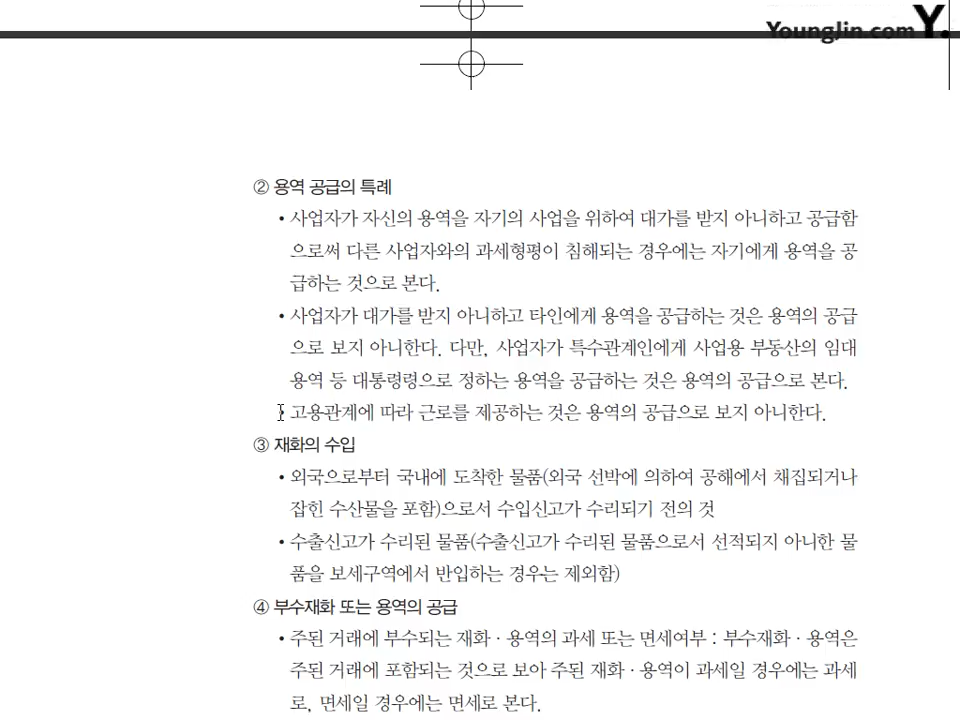 YoungJin.com Y.
② 용역 공급의 특례
• 사업자가 자신의 용역을 자기의 사업을 위하여 대가를 받지 아니하고 공급함
으로써 다른 사업자와의 과세형평이 침해되는 경우에는 자기에게 용역을 공
급하는 것으로 본다.
• 사업자가 대가를 받지 아니하고 타인에게 용역을 공급하는 것은 용역의 공급
으로 보지 아니한다. 다만, 사업자가 특수관계인에게 사업용 부동산의 임대
용역 등 대통령령으로 정하는 용역을 공급하는 것은 용역의 공급으로 본다.
• 고용관계에 따라 근로를 제공하는 것은 용역의 공급으로 보지 아니한다.
③ 재화의 수입
• 외국으로부터 국내에 도착한 물품(외국 선박에 의하여 공해에서 채집되거나
잡힌 수산물을 포함)으로서 수입신고가 수리되기 전의 것
• 수출신고가 수리된 물품(수출신고가 수리된 물품으로서 선적되지 아니한 물
품을 보세구역에서 반입하는 경우는 제외함)
④ 부수재화 또는 용역의 공급
• 주된 거래에 부수되는 재화 · 용역의 과세 또는 면세여부 : 부수재화 · 용역은
주된 거래에 포함되는 것으로 보아 주된 재화 · 용역이 과세일 경우에는 과세
로, 면세일 경우에는 면세로 본다.